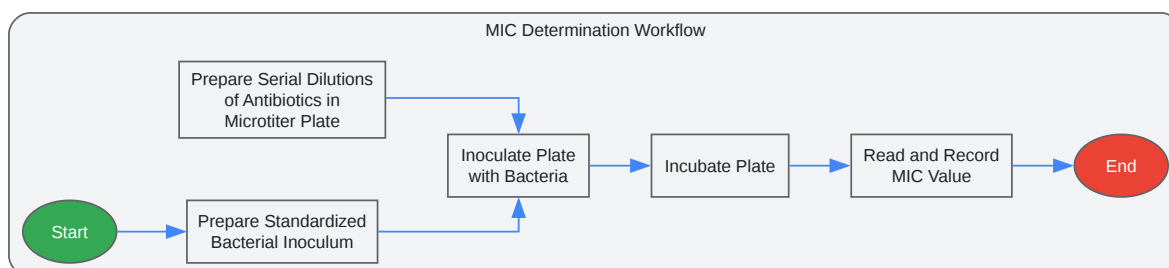 MIC Determination Workflow
Prepare Serial Dilutions
of Antibiotics in
Microtiter Plate
Inoculate Plate
with Bacteria
Incubate Plate
Read and Record
MIC Value
End
Start
Prepare Standardized
Bacterial Inoculum